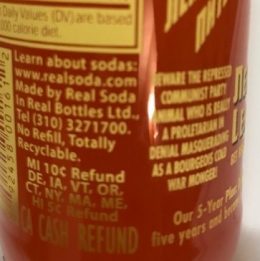 Daily Values (DV) are based
calorie diet.
Learn about sodas:
www.realsoda.com
Made by Real Soda
In Real Bottles Ltd.,
Tel (310) 3271700.
No Refill, Totally
Recyclable.
MI 10c Refund
DE, IA, VT, OR,
CT, NY, MA, ME,
HI 5c Refund
CA CASH REFUND
BEWARE THE REPRESSED
COMMUNIST PARTY
ANIMAL WHO IS REALLY
A PROLETARIAN IN
DENIAL MASQUERADING
AS A BOURGEOIS COLD
WAR MONGER!
Our 5-Year Plan:
five years and